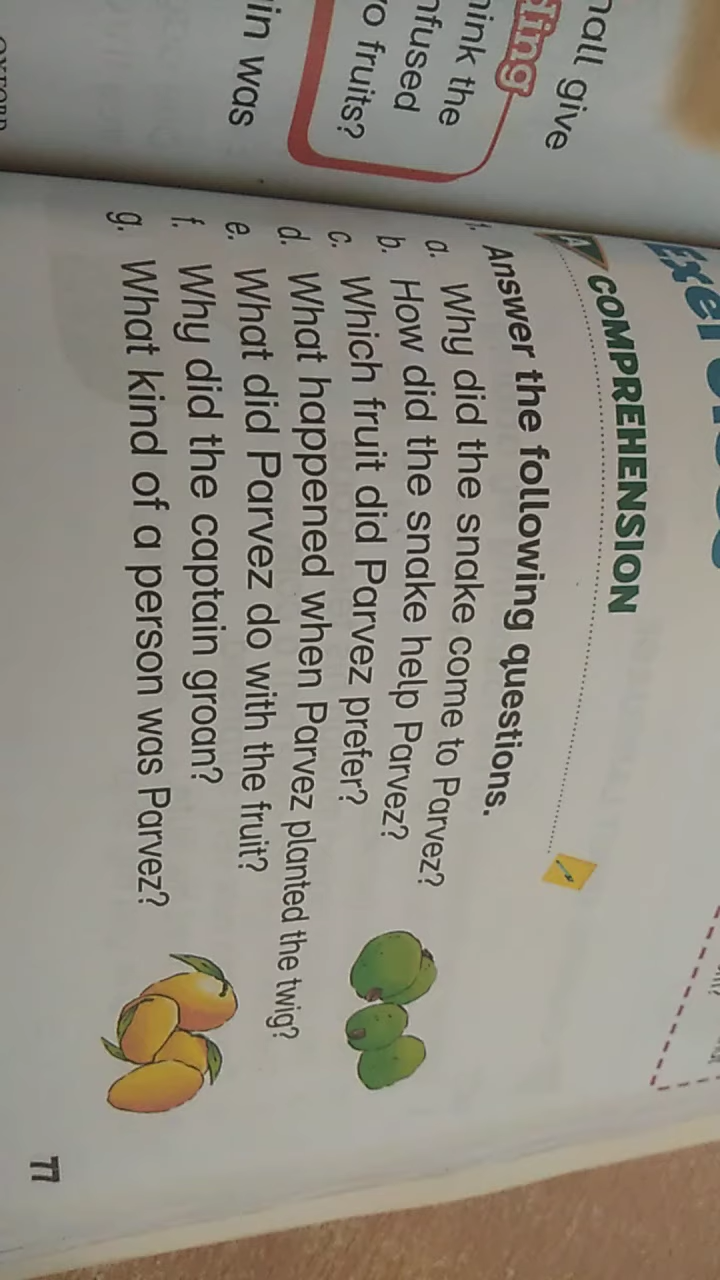 hall give
ling
hink the
nfused
o fruits?
in was
OXFORD
A COMPREHENSION
1. Answer the following questions.
a. Why did the snake come to Parvez?
b. How did the snake help Parvez?
c. Which fruit did Parvez prefer?
d. What happened when Parvez planted the twig?
e. What did Parvez do with the fruit?
f. Why did the captain groan?
g. What kind of a person was Parvez?
77